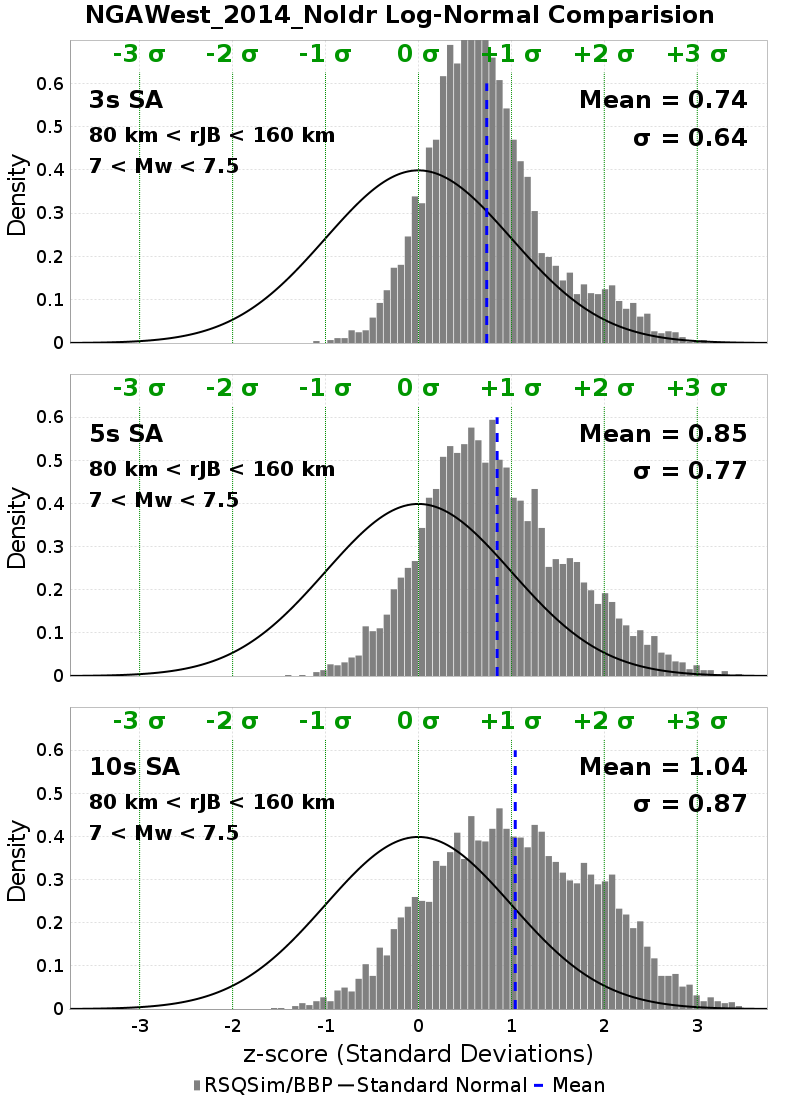 NGAWest_2014_NoIdr Log-Normal Comparision
-3 σ -2 σ -1 σ 0 σ +1 σ +2 σ +3 σ
3s SA
Mean = 0.74
80 km < rJB < 160 km
σ = 0.64
7 < Mw < 7.5
Density
0.6
0.5
0.4
0.3
0.2
0.1
0
-3 σ -2 σ -1 σ 0 σ +1 σ +2 σ +3 σ
5s SA
Mean = 0.85
80 km < rJB < 160 km
σ = 0.77
7 < Mw < 7.5
Density
0.6
0.5
0.4
0.3
0.2
0.1
0
-3 σ -2 σ -1 σ 0 σ +1 σ +2 σ +3 σ
10s SA
Mean = 1.04
80 km < rJB < 160 km
σ = 0.87
7 < Mw < 7.5
Density
0.6
0.5
0.4
0.3
0.2
0.1
0
-3 -2 -1 0 1 2 3
z-score (Standard Deviations)
RSQSim/BBP Standard Normal Mean